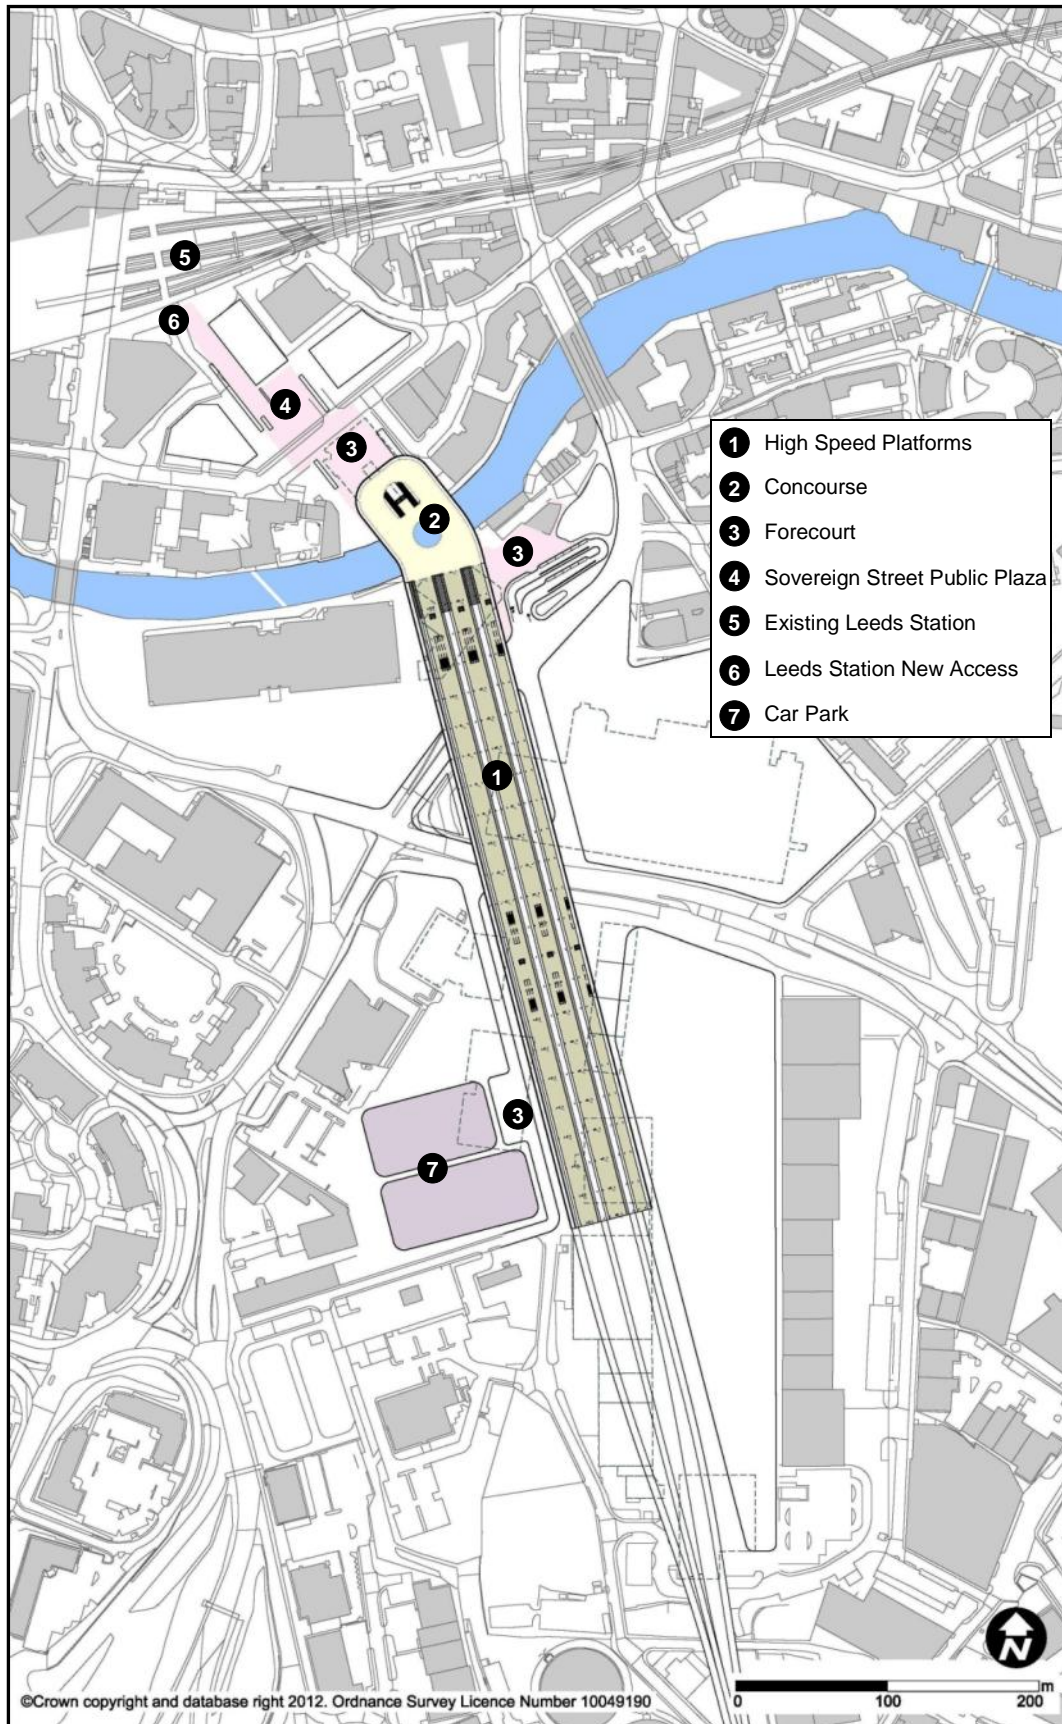 5
6
4
3
2
3
1 High Speed Platforms
2 Concourse
3 Forecourt
4 Sovereign Street Public Plaza
5 Existing Leeds Station
6 Leeds Station New Access
7 Car Park
1
3
7
N
©Crown copyright and database right 2012. Ordnance Survey Licence Number 10049190
0 100 200 m